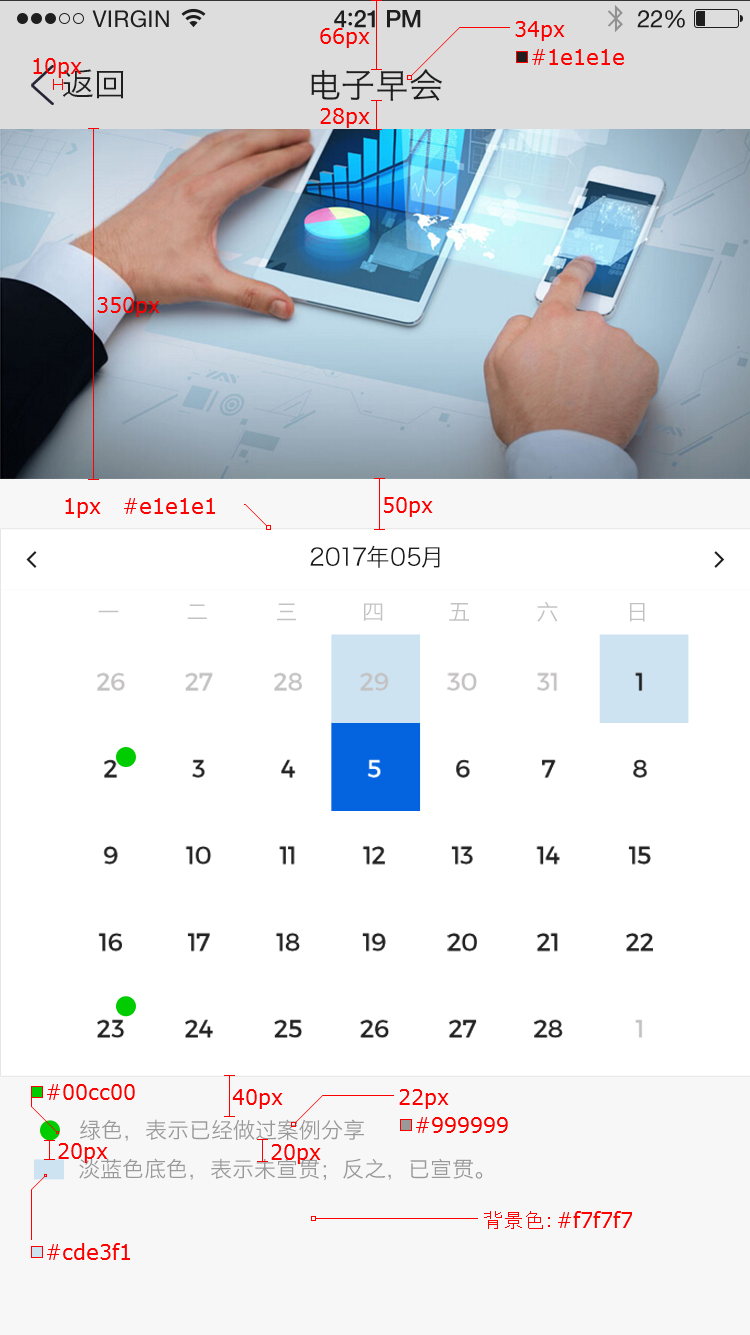 VIRGIN 4:21 PM 22%
66px 34px
#1e1e1e
10px
返回 电子早会
28px
350px
1px #e1e1e1 50px
2017年05月
一 二 三 四 五 六 日
26 27 28 29 30 31 1
2 3 4 5 6 7 8
9 10 11 12 13 14 15
16 17 18 19 20 21 22
23 24 25 26 27 28 1
#00cc00
40px 22px
#999999
绿色，表示已经做过案例分享
20px 20px
淡蓝色底色，表示未宣贯；反之，已宣贯。
背景色：#f7f7f7
#cde3f1